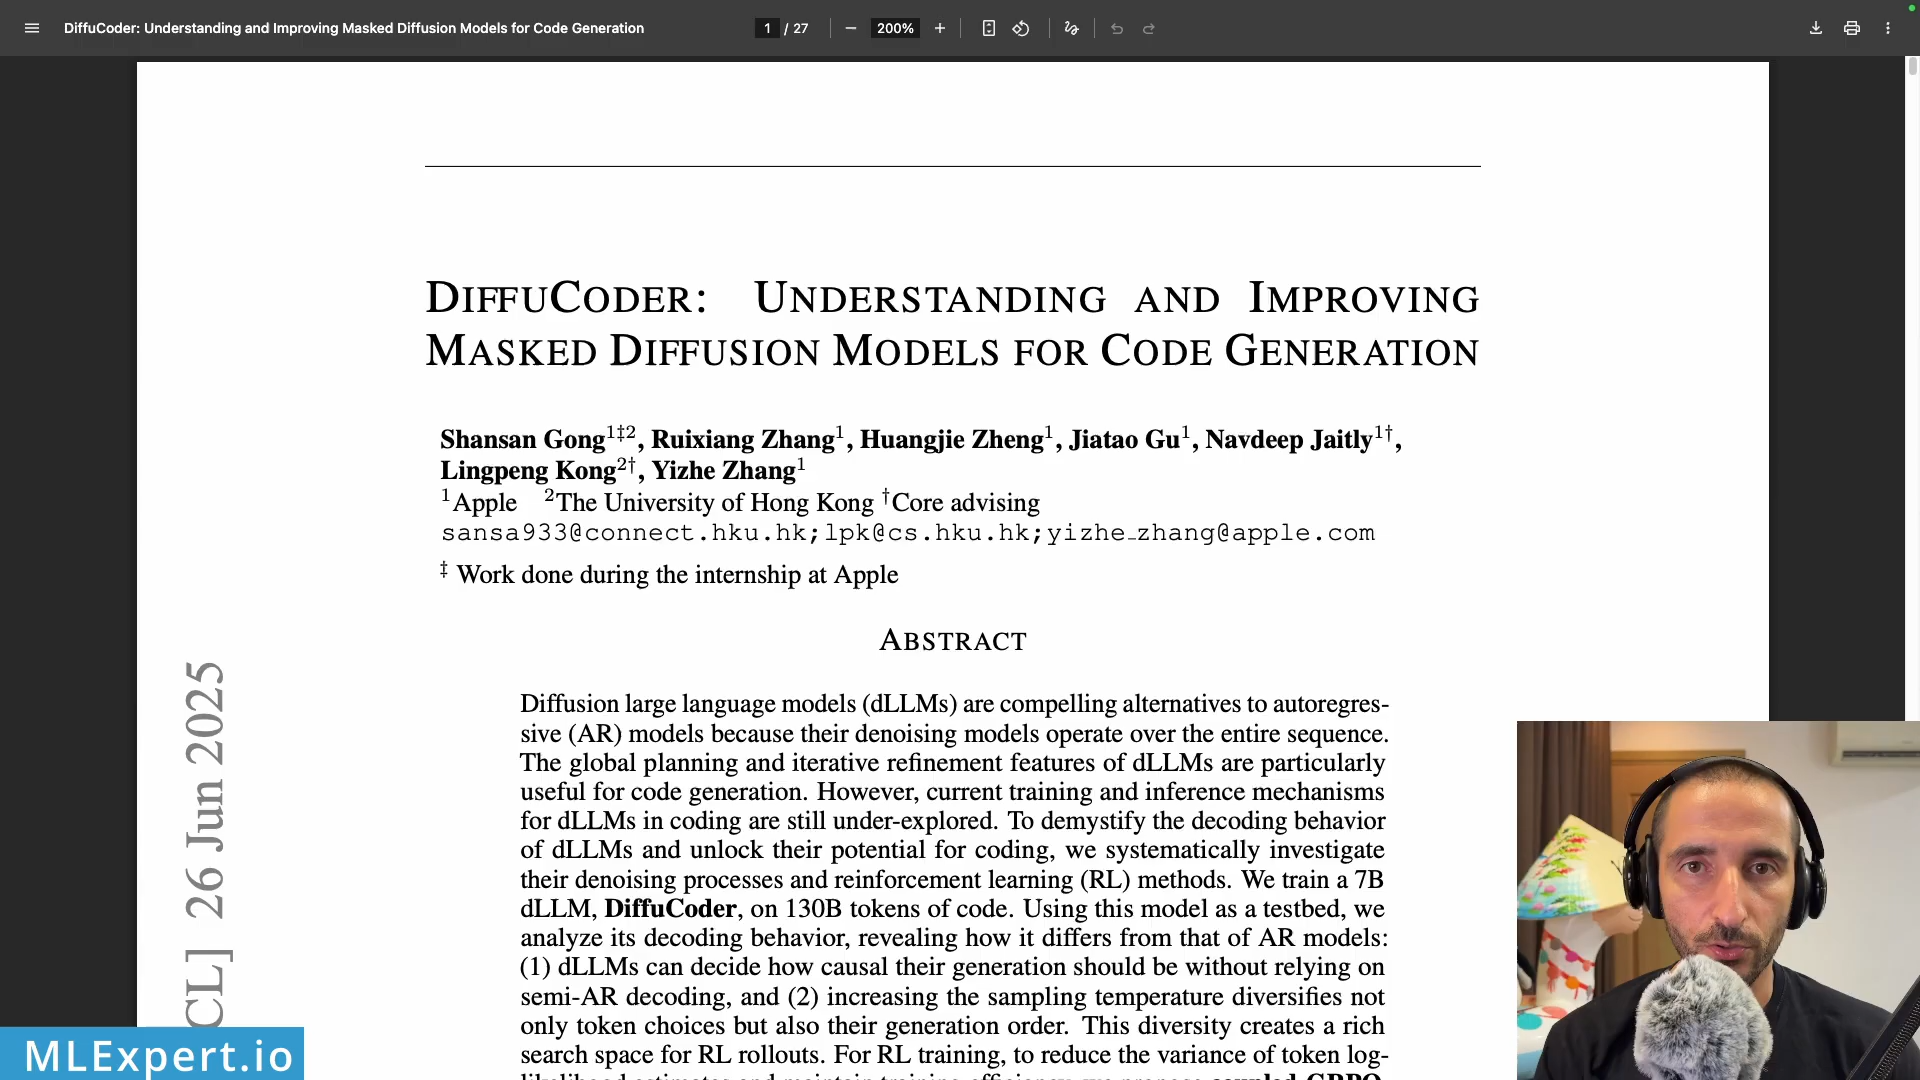 DiffuCoder: Understanding and Improving Masked Diffusion Models for Code Generation
1 / 27
200%
DIFFUCODER: UNDERSTANDING AND IMPROVING
MASKED DIFFUSION MODELS FOR CODE GENERATION
Shansan Gong1‡2, Ruixiang Zhang1, Huangjie Zheng1, Jiatao Gu1, Navdeep Jaitly1†,
Lingpeng Kong2†, Yizhe Zhang1
1Apple 2The University of Hong Kong †Core advising
sansa933@connect.hku.hk;lpk@cs.hku.hk;yizhe_zhang@apple.com
‡ Work done during the internship at Apple
ABSTRACT
Diffusion large language models (dLLMs) are compelling alternatives to autoregres-
sive (AR) models because their denoising models operate over the entire sequence.
The global planning and iterative refinement features of dLLMs are particularly
useful for code generation. However, current training and inference mechanisms
for dLLMs in coding are still under-explored. To demystify the decoding behavior
of dLLMs and unlock their potential for coding, we systematically investigate
their denoising processes and reinforcement learning (RL) methods. We train a 7B
dLLM, DiffuCoder, on 130B tokens of code. Using this model as a testbed, we
analyze its decoding behavior, revealing how it differs from that of AR models:
(1) dLLMs can decide how causal their generation should be without relying on
semi-AR decoding, and (2) increasing the sampling temperature diversifies not
only token choices but also their generation order. This diversity creates a rich
search space for RL rollouts. For RL training, to reduce the variance of token log-
CL] 26 Jun 2025
MLExpert.io